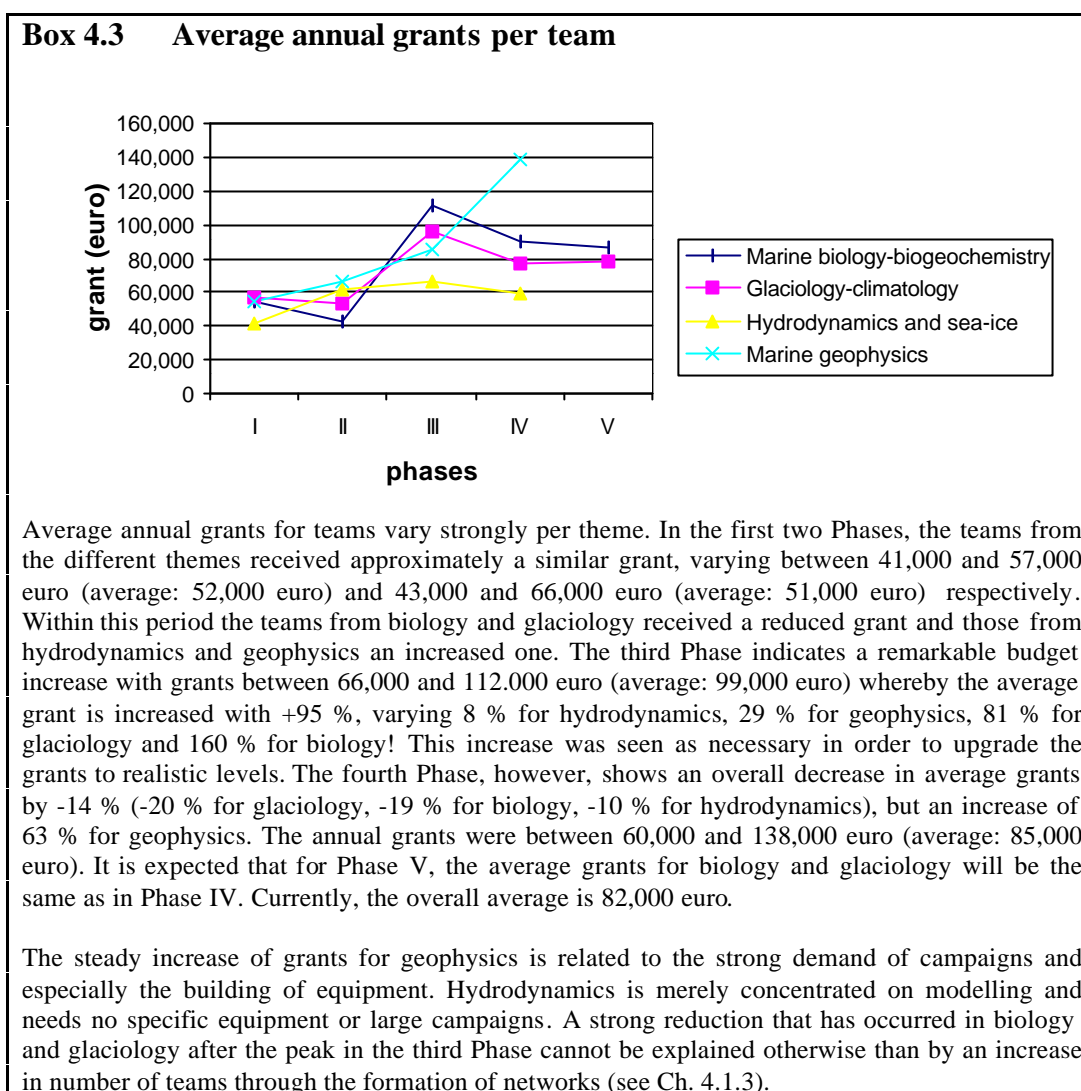 Box 4.3 Average annual grants per team
160,000
140,000
120,000
100,000
80,000
60,000
40,000
20,000
0
grant (euro)
I II III IV V
phases
Marine biology-biogeochemistry
Glaciology-climatology
Hydrodynamics and sea-ice
Marine geophysics
Average annual grants for teams vary strongly per theme. In the first two Phases, the teams from
the different themes received approximately a similar grant, varying between 41,000 and 57,000
euro (average: 52,000 euro) and 43,000 and 66,000 euro (average: 51,000 euro) respectively.
Within this period the teams from biology and glaciology received a reduced grant and those from
hydrodynamics and geophysics an increased one. The third Phase indicates a remarkable budget
increase with grants between 66,000 and 112.000 euro (average: 99,000 euro) whereby the average
grant is increased with +95 %, varying 8 % for hydrodynamics, 29 % for geophysics, 81 % for
glaciology and 160 % for biology! This increase was seen as necessary in order to upgrade the
grants to realistic levels. The fourth Phase, however, shows an overall decrease in average grants
by -14 % (-20 % for glaciology, -19 % for biology, -10 % for hydrodynamics), but an increase of
63 % for geophysics. The annual grants were between 60,000 and 138,000 euro (average: 85,000
euro). It is expected that for Phase V, the average grants for biology and glaciology will be the
same as in Phase IV. Currently, the overall average is 82,000 euro.
The steady increase of grants for geophysics is related to the strong demand of campaigns and
especially the building of equipment. Hydrodynamics is merely concentrated on modelling and
needs no specific equipment or large campaigns. A strong reduction that has occurred in biology
and glaciology after the peak in the third Phase cannot be explained otherwise than by an increase
in number of teams through the formation of networks (see Ch. 4.1.3).